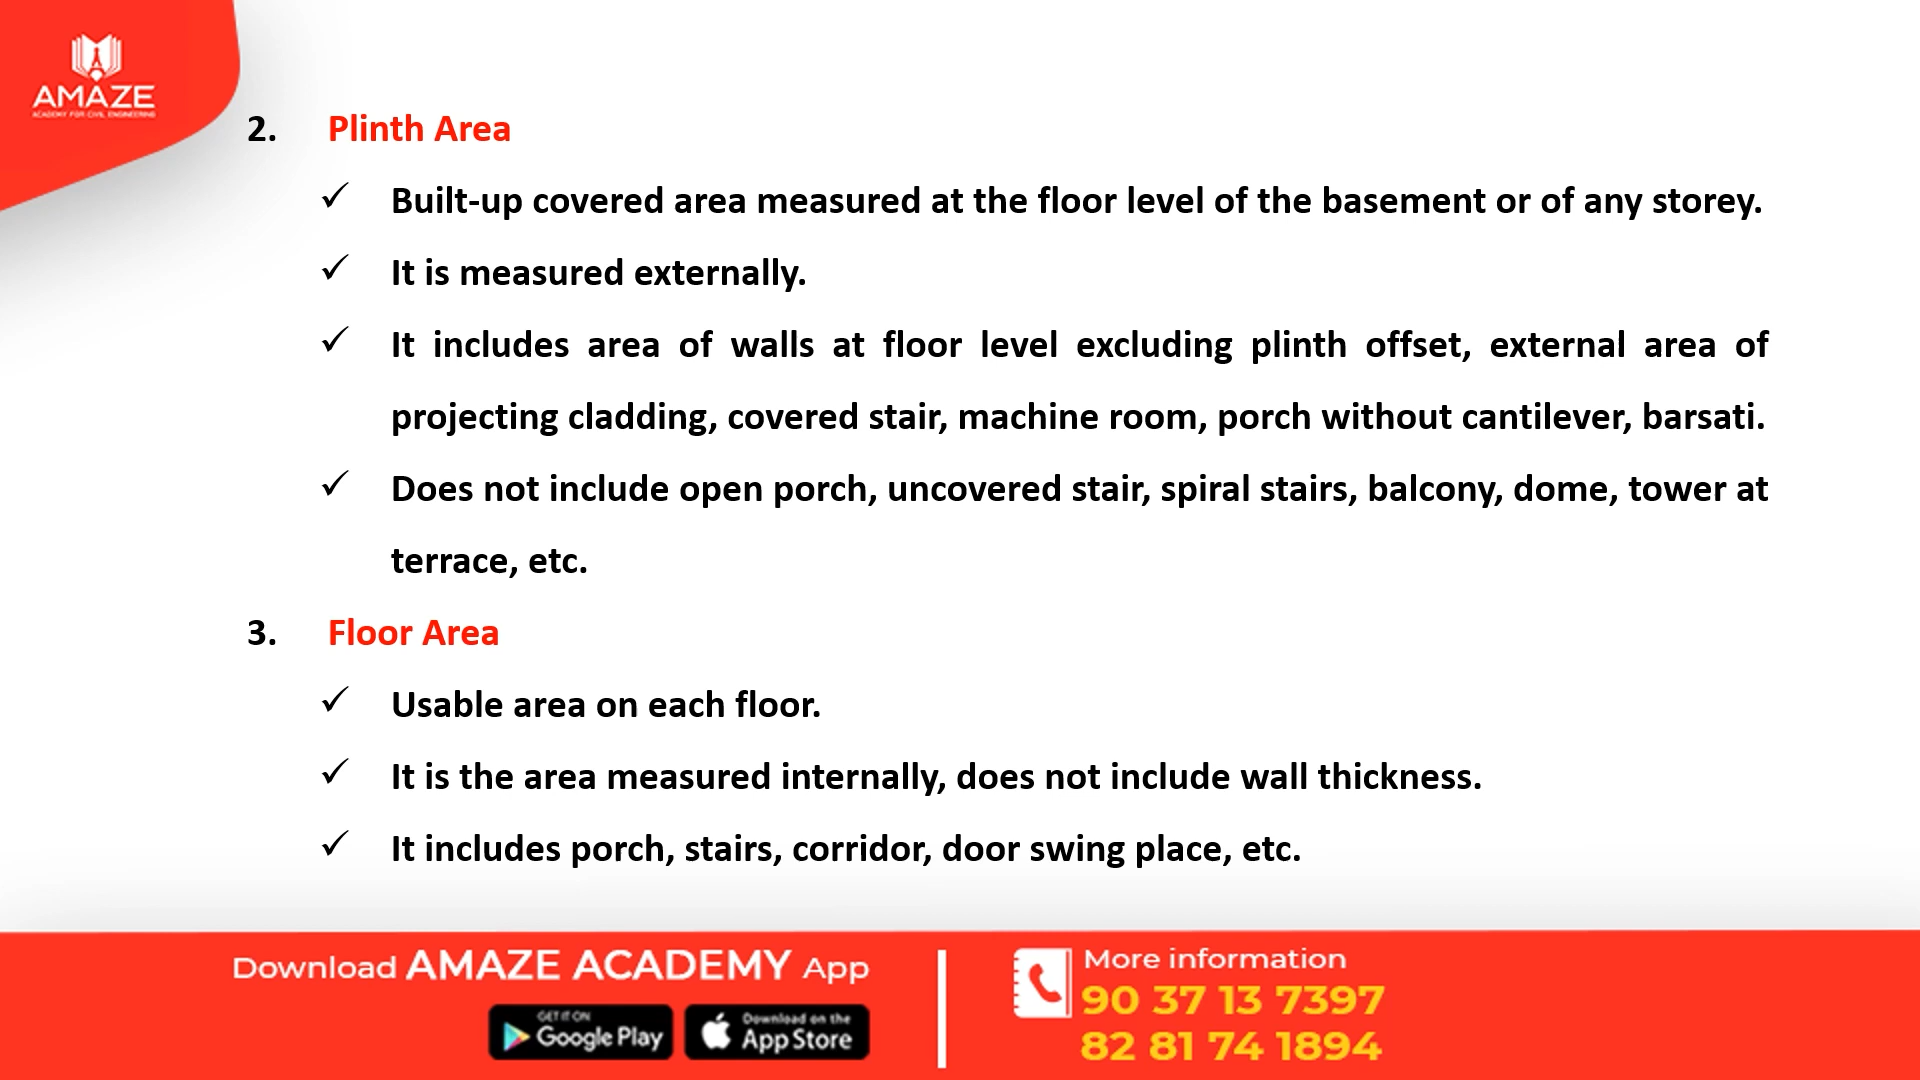 AMAZE
ACADEMY FOR CIVIL ENGINEERING
2. Plinth Area
✓ Built-up covered area measured at the floor level of the basement or of any storey.
✓ It is measured externally.
✓ It includes area of walls at floor level excluding plinth offset, external area of
projecting cladding, covered stair, machine room, porch without cantilever, barsati.
✓ Does not include open porch, uncovered stair, spiral stairs, balcony, dome, tower at
terrace, etc.
3. Floor Area
✓ Usable area on each floor.
✓ It is the area measured internally, does not include wall thickness.
✓ It includes porch, stairs, corridor, door swing place, etc.
Download AMAZE ACADEMY App
GET IT ON
Google Play
Download on the
App Store
More information
90 37 13 7397
82 81 74 1894